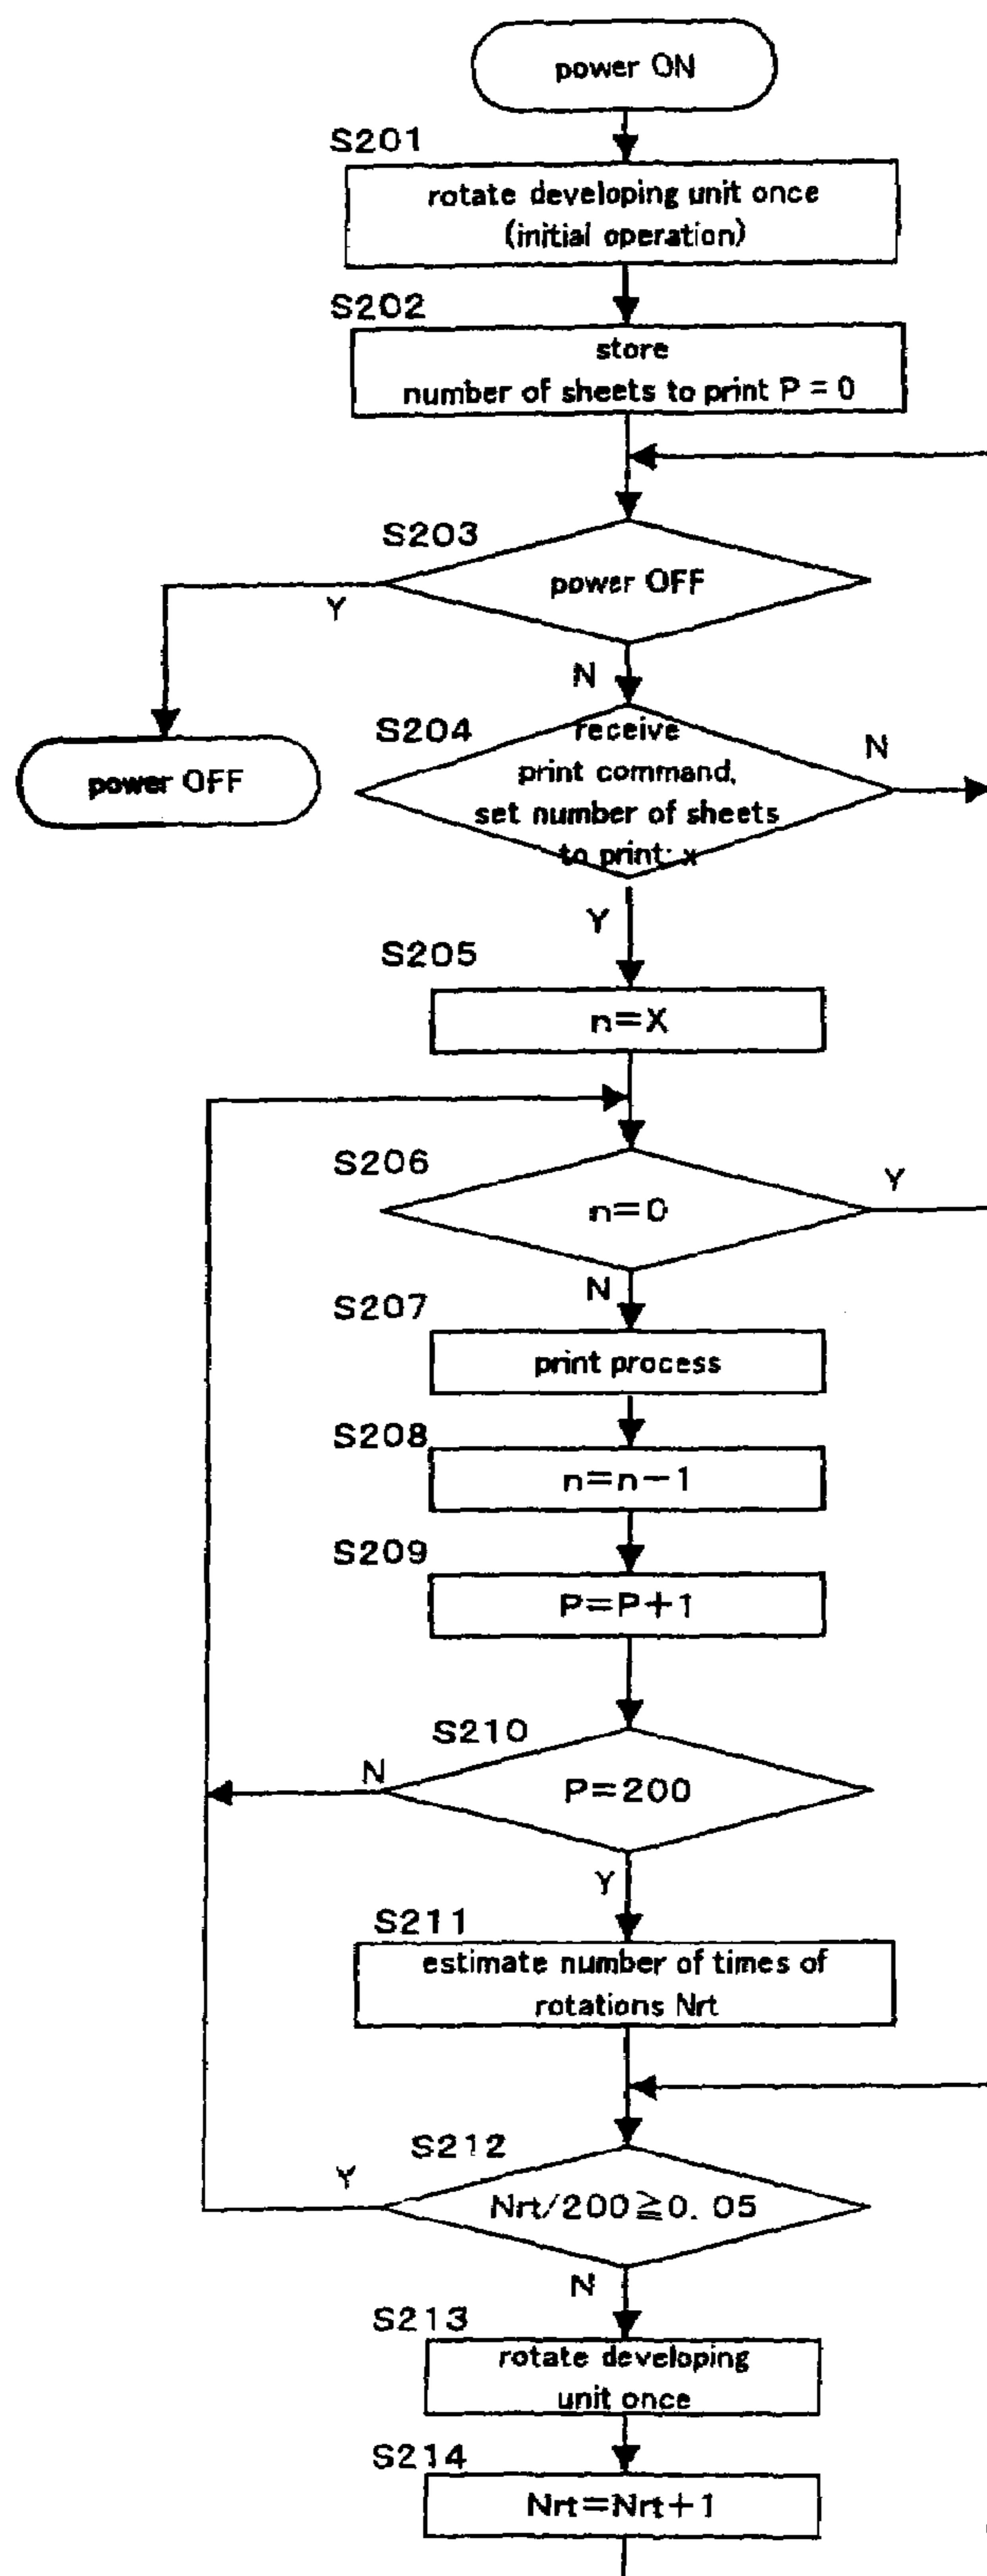 power ON
S201
rotate developing unit once
(initial operation)
S202
store
number of sheets to print P = 0
S203
power OFF
Y
N
power OFF
S204
receive
print command,
set number of sheets
to print: x
N
Y
S205
n=X
S206
n=0
Y
N
S207
print process
S208
n=n-1
S209
P=P+1
S210
P=200
N
Y
S211
estimate number of times of
rotations Nrt
S212
Nrt/200≧0.05
Y
N
S213
rotate developing
unit once
S214
Nrt=Nrt+1